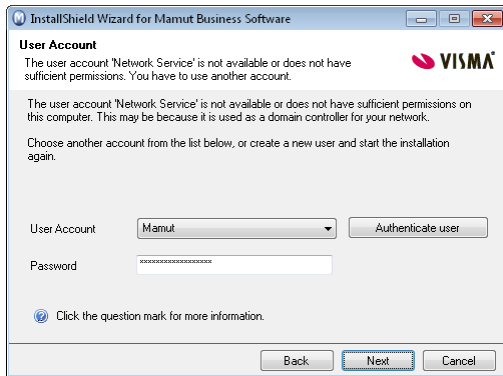 InstallShield Wizard for Mamut Business Software
User Account
The user account 'Network Service' is not available or does not have
sufficient permissions. You have to use another account.
VISMA
The user account 'Network Service' is not available or does not have sufficient permissions on
this computer. This may be because it is used as a domain controller for your network.
Choose another account from the list below, or create a new user and start the installation
again.
User Account
Mamut
Authenticate user
Password
×××××××××××××××××
Click the question mark for more information.
Back
Next
Cancel